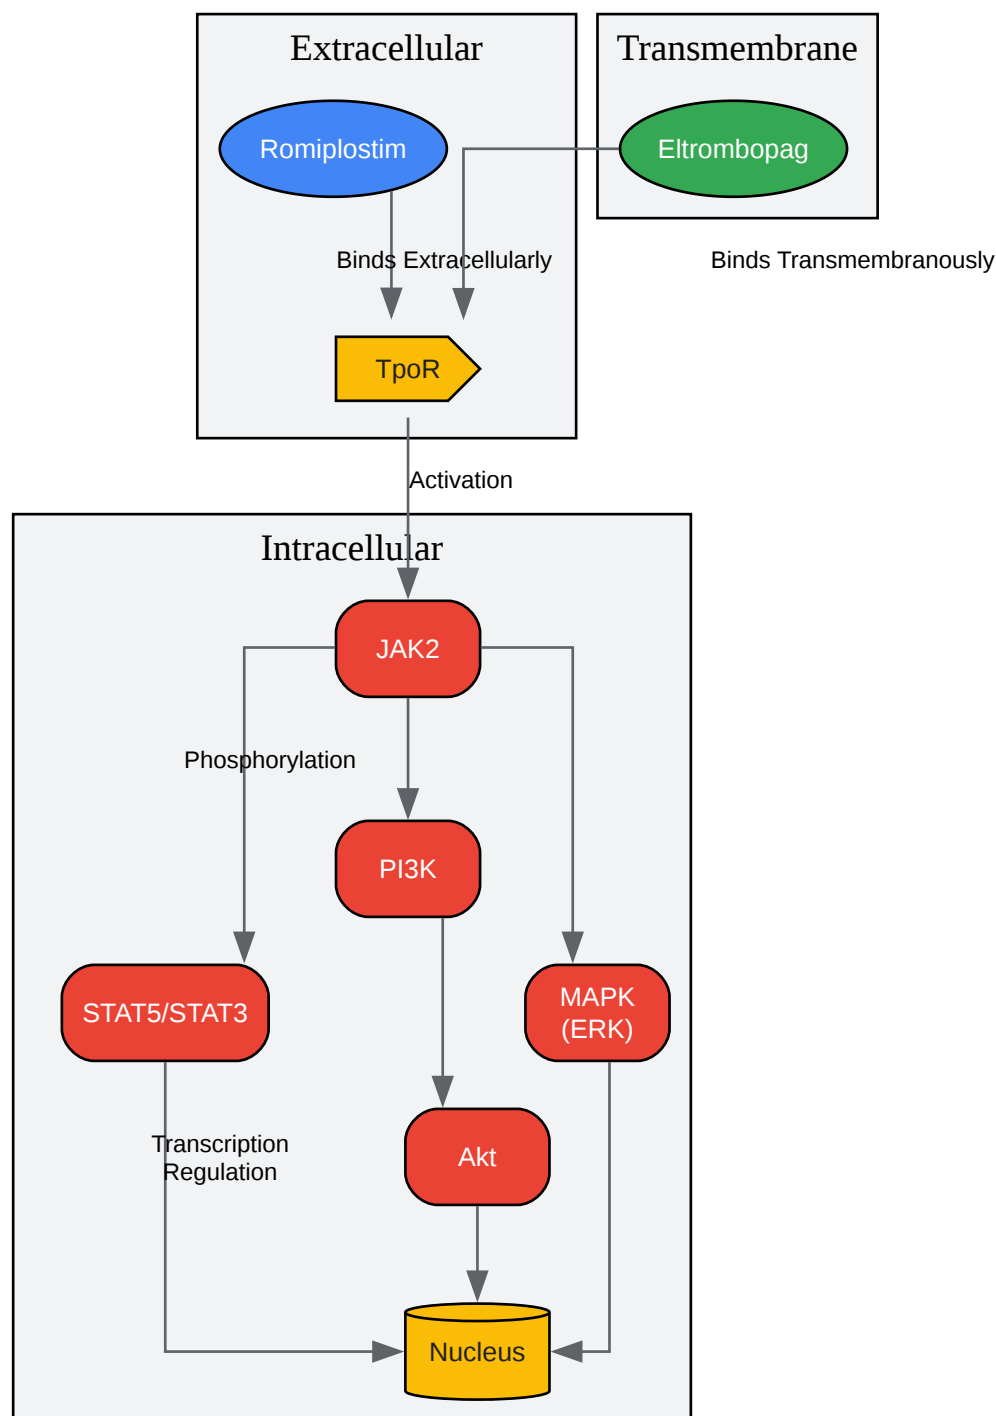 Extracellular
Transmembrane
Romiplostim
Eltrombopag
Binds Extracellularly
Binds Transmembranously
TpoR
Activation
Intracellular
JAK2
Phosphorylation
PI3K
STAT5/STAT3
MAPK
(ERK)
Transcription
Regulation
Akt
Nucleus